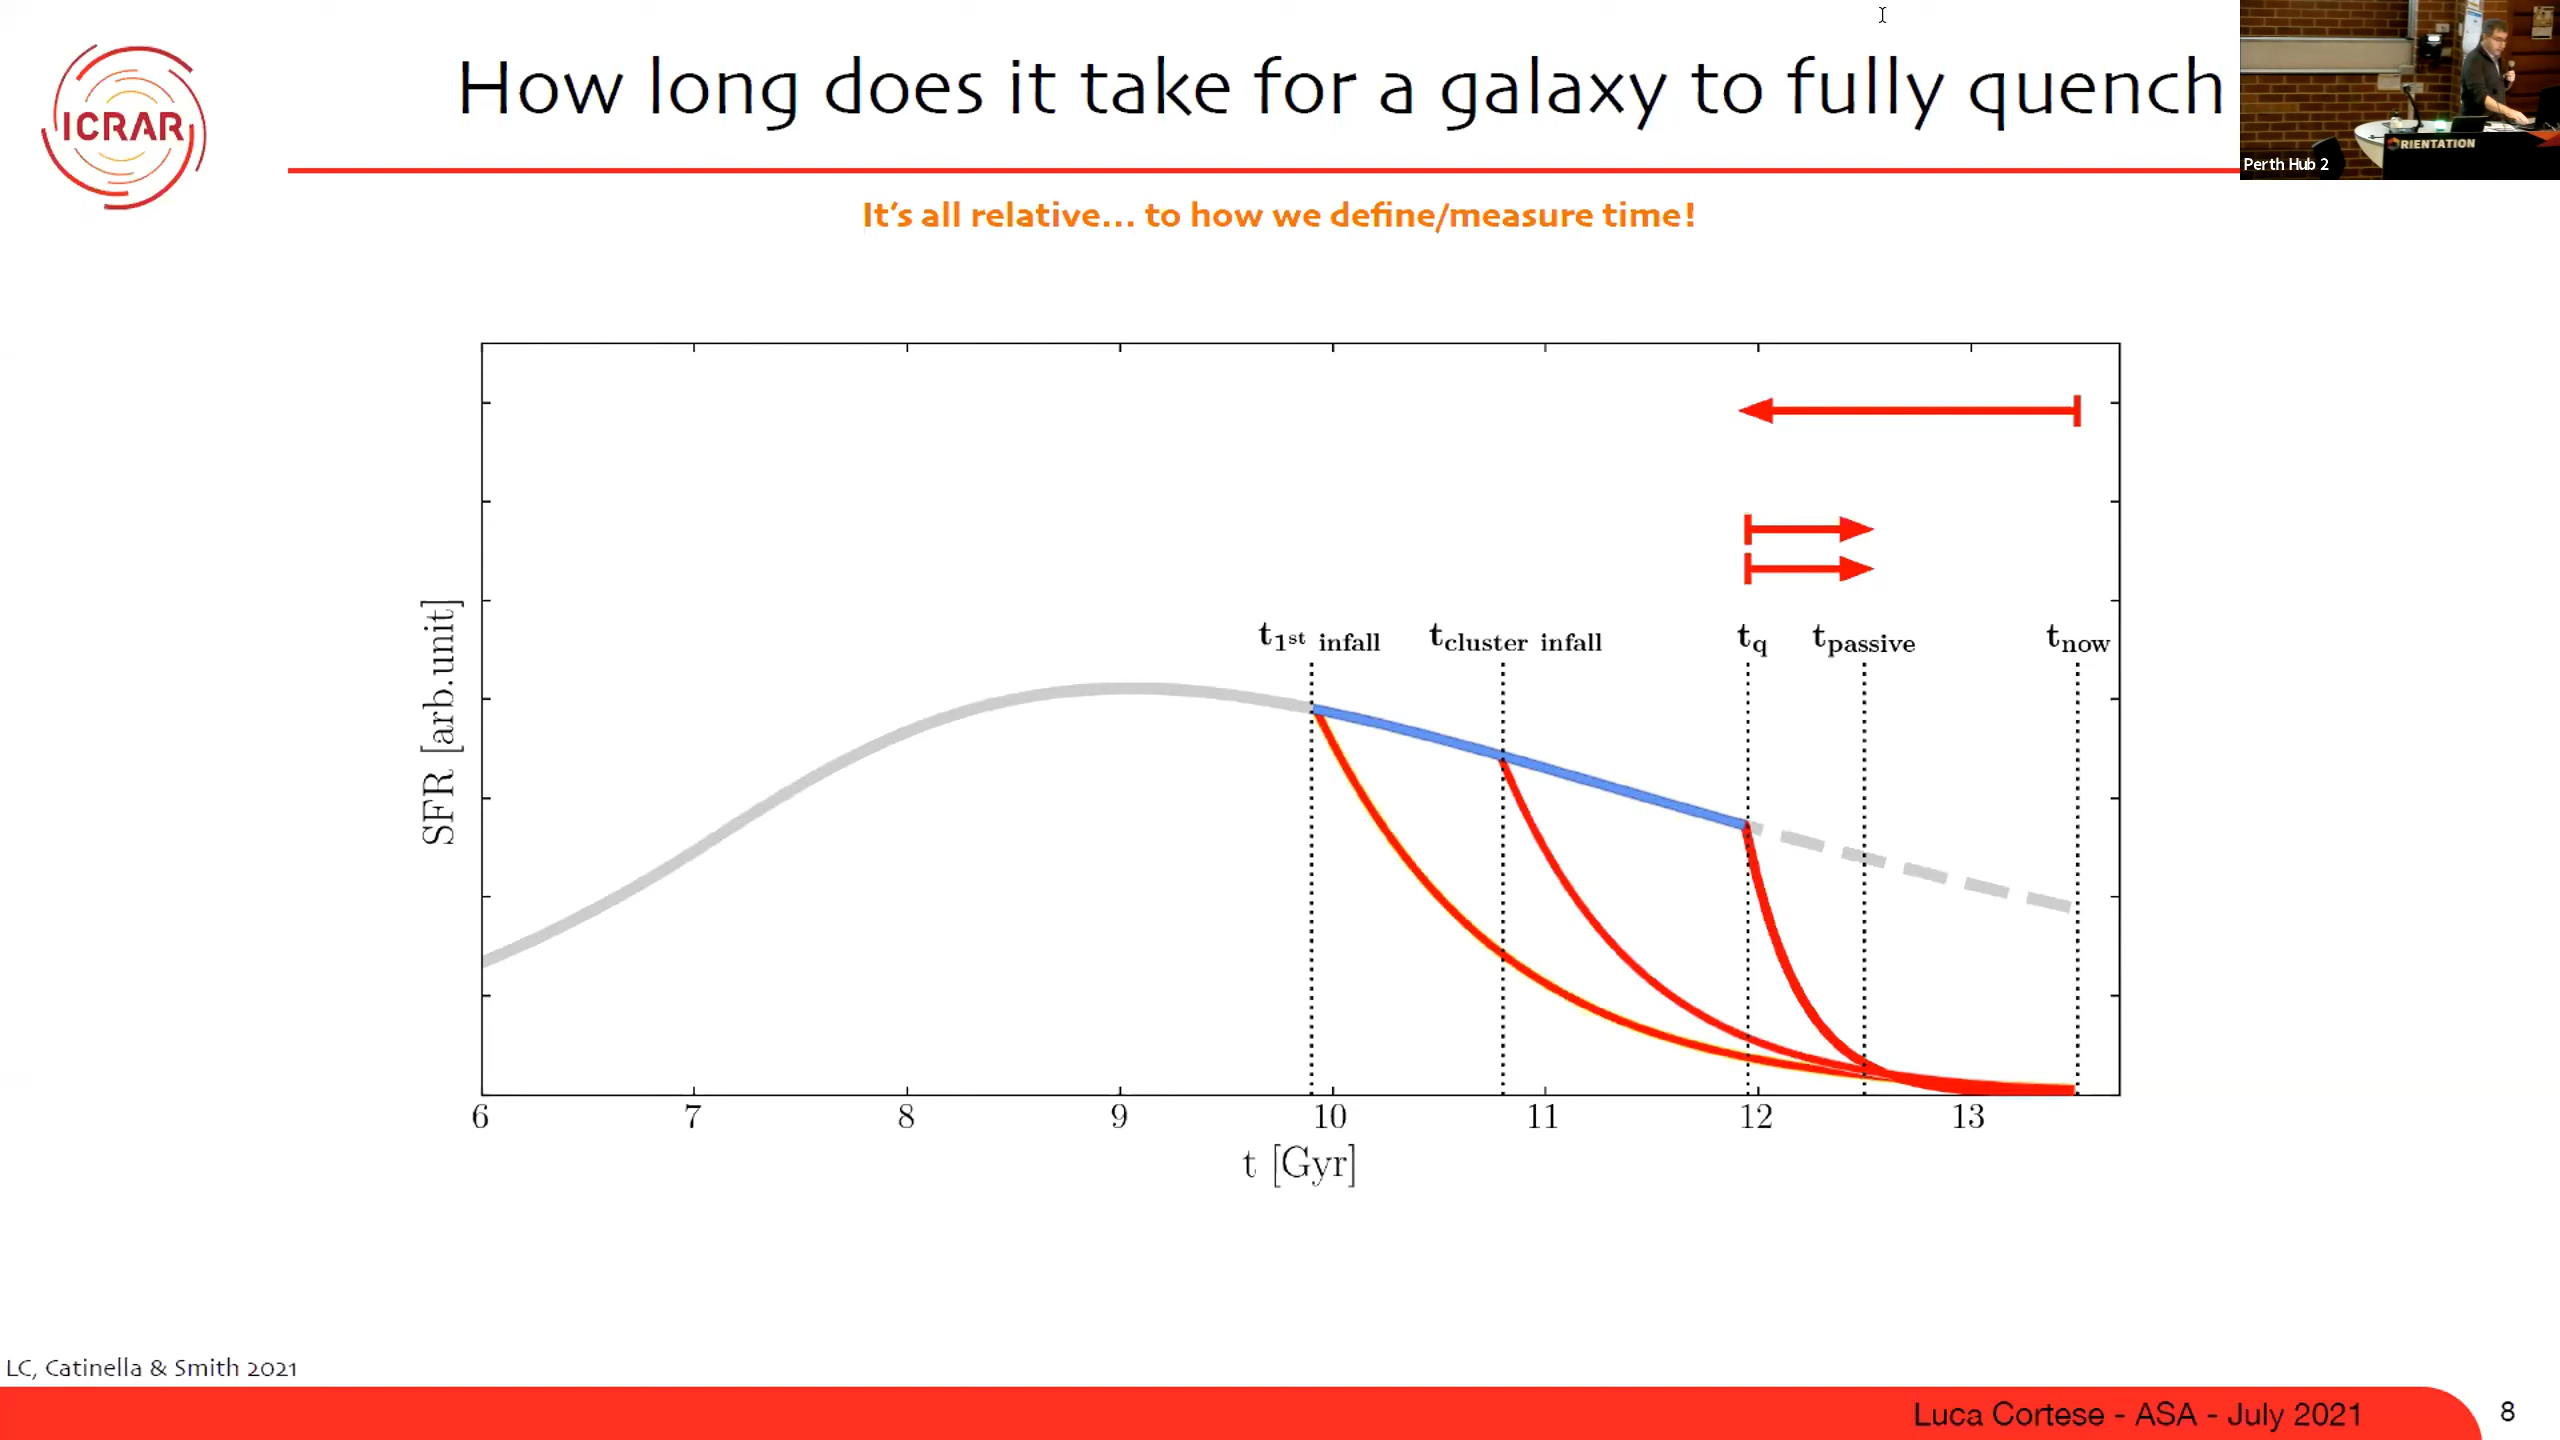 ICRAR
How long does it take for a galaxy to fully quench
Perth Hub 2
RIENTATION
It's all relative... to how we define/measure time!
SFR [arb.unit]
t1st infall
tcluster infall
tq
tpassive
tnow
6 7 8 9 10 11 12 13
t [Gyr]
LC, Catinella & Smith 2021
Luca Cortese - ASA - July 2021
8